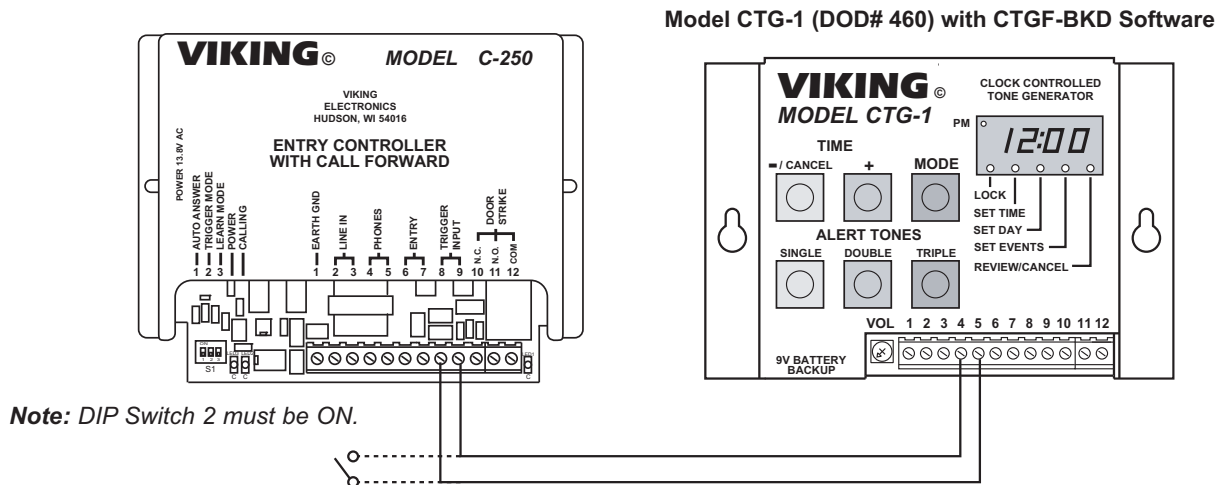 Model CTG-1 (DOD# 460) with CTGF-BKD Software
VIKING©
MODEL C-250
VIKING
ELECTRONICS
HUDSON, WI 54016
ENTRY CONTROLLER
WITH CALL FORWARD
POWER 13.8V AC
AUTO ANSWER
TRIGGER MODE
LEARN MODE
POWER
CALLING
EARTH GND
LINE IN
PHONES
ENTRY
TRIGGER
INPUT
DOOR
STRIKE
N.C.
N.O.
COM
1 2 3
1 2 3 4 5 6 7 8 9 10 11 12
ON
1 2 3
S1
C C
C
VIKING©
MODEL CTG-1
CLOCK CONTROLLED
TONE GENERATOR
PM
12:00
TIME
-/ CANCEL
+
MODE
LOCK
SET TIME
SET DAY
SET EVENTS
REVIEW/CANCEL
ALERT TONES
SINGLE
DOUBLE
TRIPLE
VOL 1 2 3 4 5 6 7 8 9 10 11 12
9V BATTERY
BACKUP
Note: DIP Switch 2 must be ON.